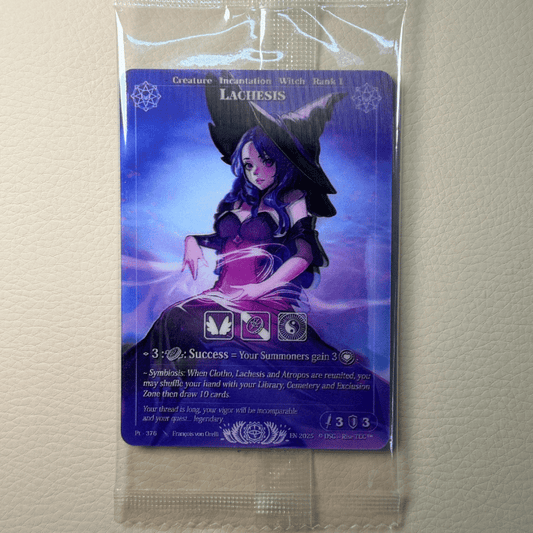 Creature Incantation Witch Rank I
LACHESIS
3 : : Success = Your Summoners gain 3
~ Symbiosis: When Clotho, Lachesis and Atropos are reunited, you
may shuffle your hand with your Library, Cemetery and Exclusion
Zone then draw 10 cards.
Your thread is long, your vigor will be incomparable
and your quest... legendary.
3 3
Pt - 376 François von Orelli EN-2025 ©